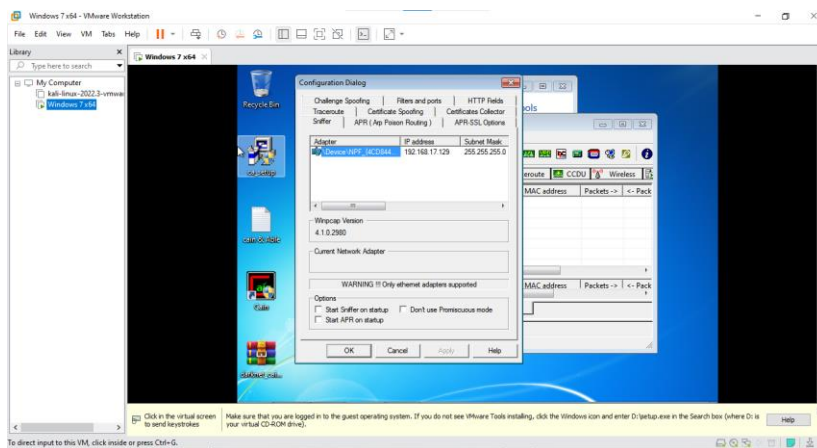 Windows 7 x64 - VMware Workstation
File Edit View VM Tabs Help
Library
Type here to search
My Computer
kali-linux-2022.3-vmwar
Windows 7 x64
Windows 7 x64
Recycle Bin
ca_setup
cain & able
Cain
Configuration Dialog
Challenge Spoofing Filters and ports HTTP Fields
Traceroute Certificate Spoofing Certificates Collector
Sniffer APR ( Arp Poison Routing ) APR-SSL Options
Adapter IP address Subnet Mask
\Device\NPF_{4CD844... 192.168.17.129 255.255.255.0
Winpcap Version
4.1.0.2980
Current Network Adapter
WARNING !!! Only ethernet adapters supported
Options
Start Sniffer on startup Don't use Promiscuous mode
Start APR on startup
OK Cancel Apply Help
ools
eroute CCDU Wireless
MAC address Packets -> <- Pack
MAC address Packets -> <- Pack
Click in the virtual screen
to send keystrokes
Make sure that you are logged in to the guest operating system. If you do not see VMware Tools installing, click the Windows icon and enter D:\setup.exe in the Search box (where D: is
your virtual CD-ROM drive).
Help
To direct input to this VM, click inside or press Ctrl+G.